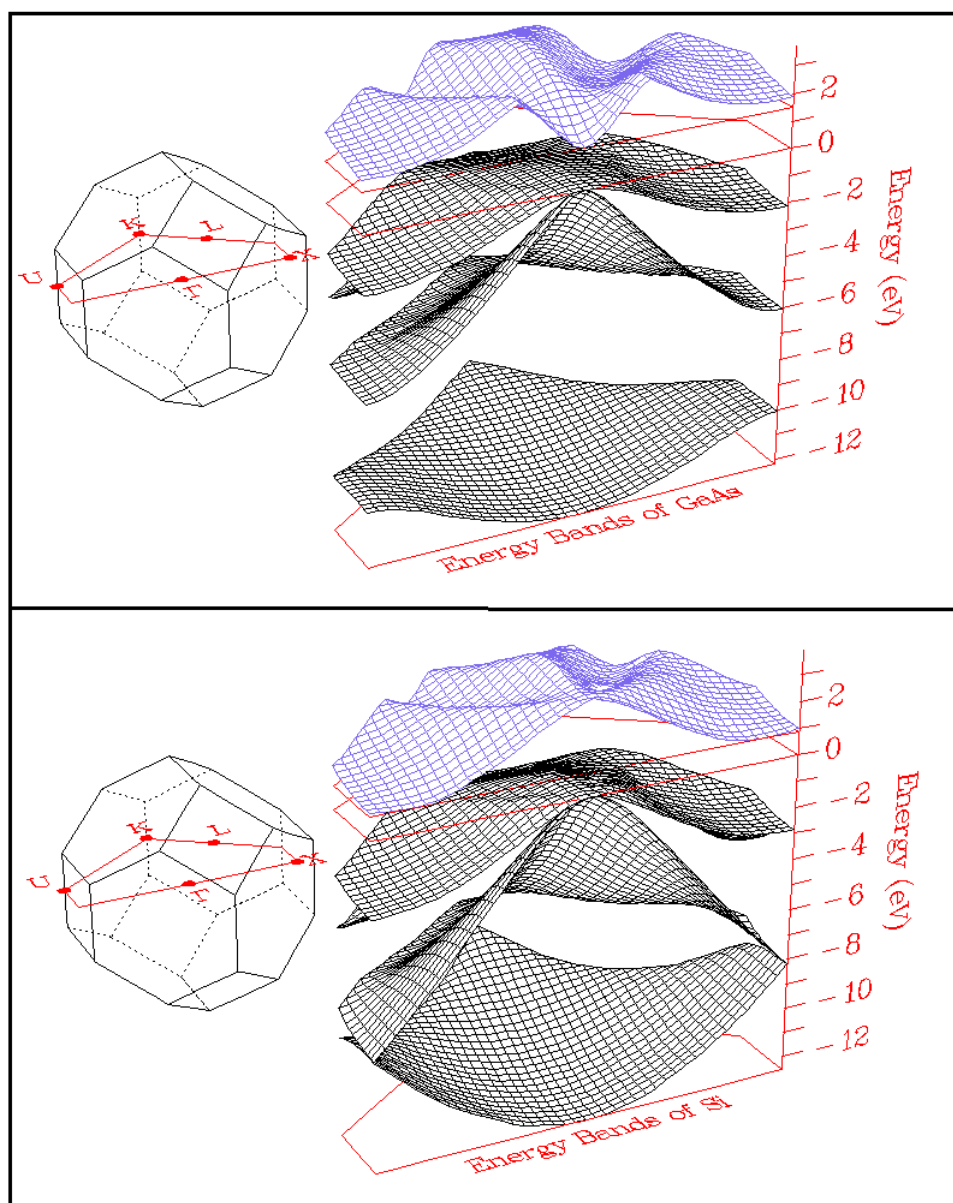 2
0
-2
-4
-6
-8
-10
-12
Energy (eV)
K
L
X
U
Γ
Energy Bands of GaAs
2
0
-2
-4
-6
-8
-10
-12
Energy (eV)
K
L
X
U
Γ
Energy Bands of Si